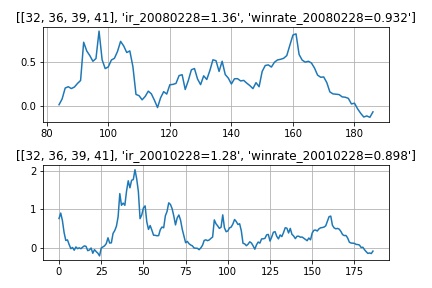 [[32, 36, 39, 41], 'ir_20080228=1.36', 'winrate_20080228=0.932']
0.5
0.0
80 100 120 140 160 180
[[32, 36, 39, 41], 'ir_20010228=1.28', 'winrate_20010228=0.898']
2
1
0
0 25 50 75 100 125 150 175